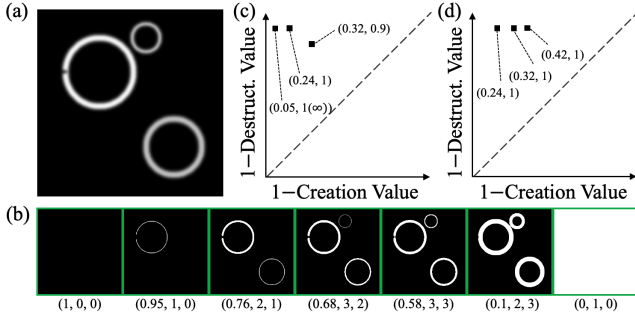 (a)
(c)
1−Destruct. Value
(0.32, 0.9)
(0.24, 1)
(0.05, 1(∞))
1−Creation Value
(d)
1−Destruct. Value
(0.42, 1)
(0.32, 1)
(0.24, 1)
1−Creation Value
(b)
(1, 0, 0) (0.95, 1, 0) (0.76, 2, 1) (0.68, 3, 2) (0.58, 3, 3) (0.1, 2, 3) (0, 1, 0)